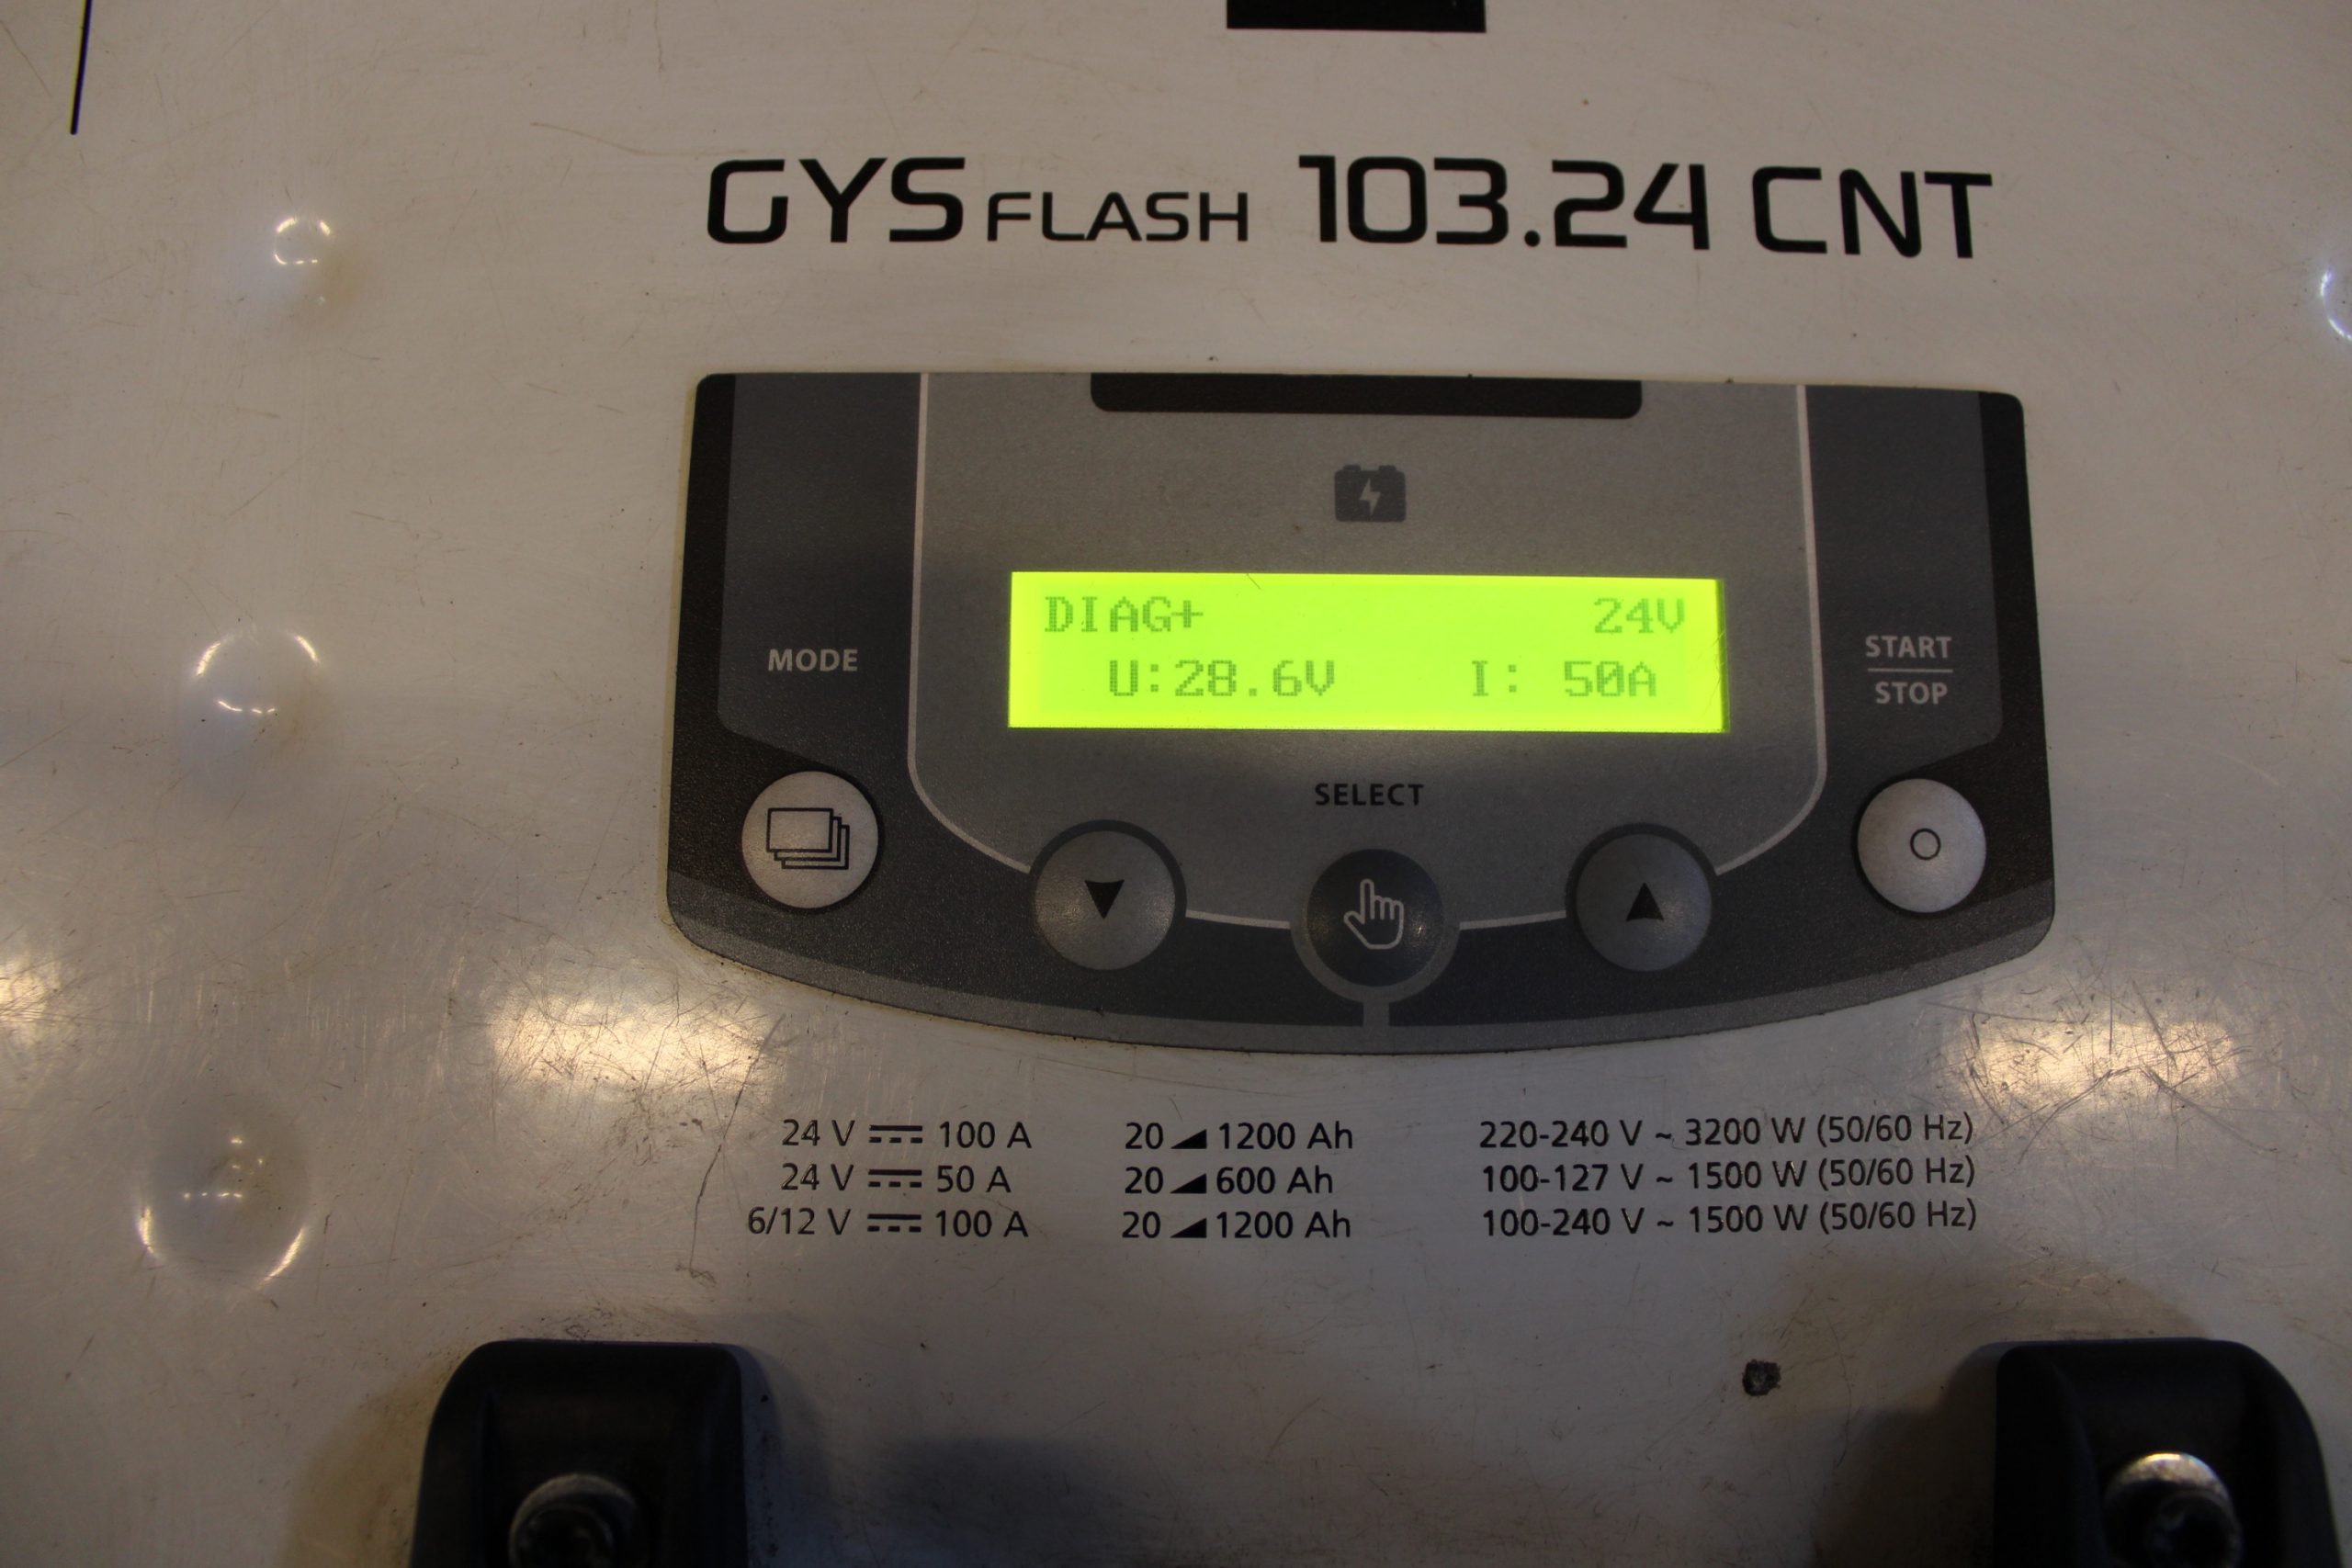 GYSFLASH 103.24 CNT
DIAG+ 24V
U:28.6V I: 50A
MODE
START
STOP
SELECT
24 V ⎓ 100 A 20 ◢ 1200 Ah 220-240 V ~ 3200 W (50/60 Hz)
24 V ⎓ 50 A 20 ◢ 600 Ah 100-127 V ~ 1500 W (50/60 Hz)
6/12 V ⎓ 100 A 20 ◢ 1200 Ah 100-240 V ~ 1500 W (50/60 Hz)